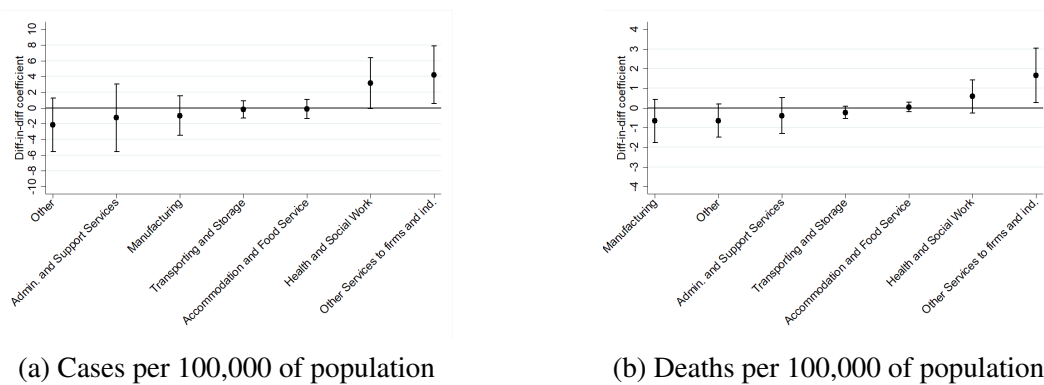 Diff-in-diff coefficient
10
8
6
4
2
0
-2
-4
-6
-8
-10
Other
Admin. and Support Services
Manufacturing
Transporting and Storage
Accommodation and Food Service
Health and Social Work
Other Services to firms and ind.
(a) Cases per 100,000 of population
Diff-in-diff coefficient
4
3
2
1
0
-1
-2
-3
-4
Manufacturing
Other
Admin. and Support Services
Transporting and Storage
Accommodation and Food Service
Health and Social Work
Other Services to firms and ind.
(b) Deaths per 100,000 of population